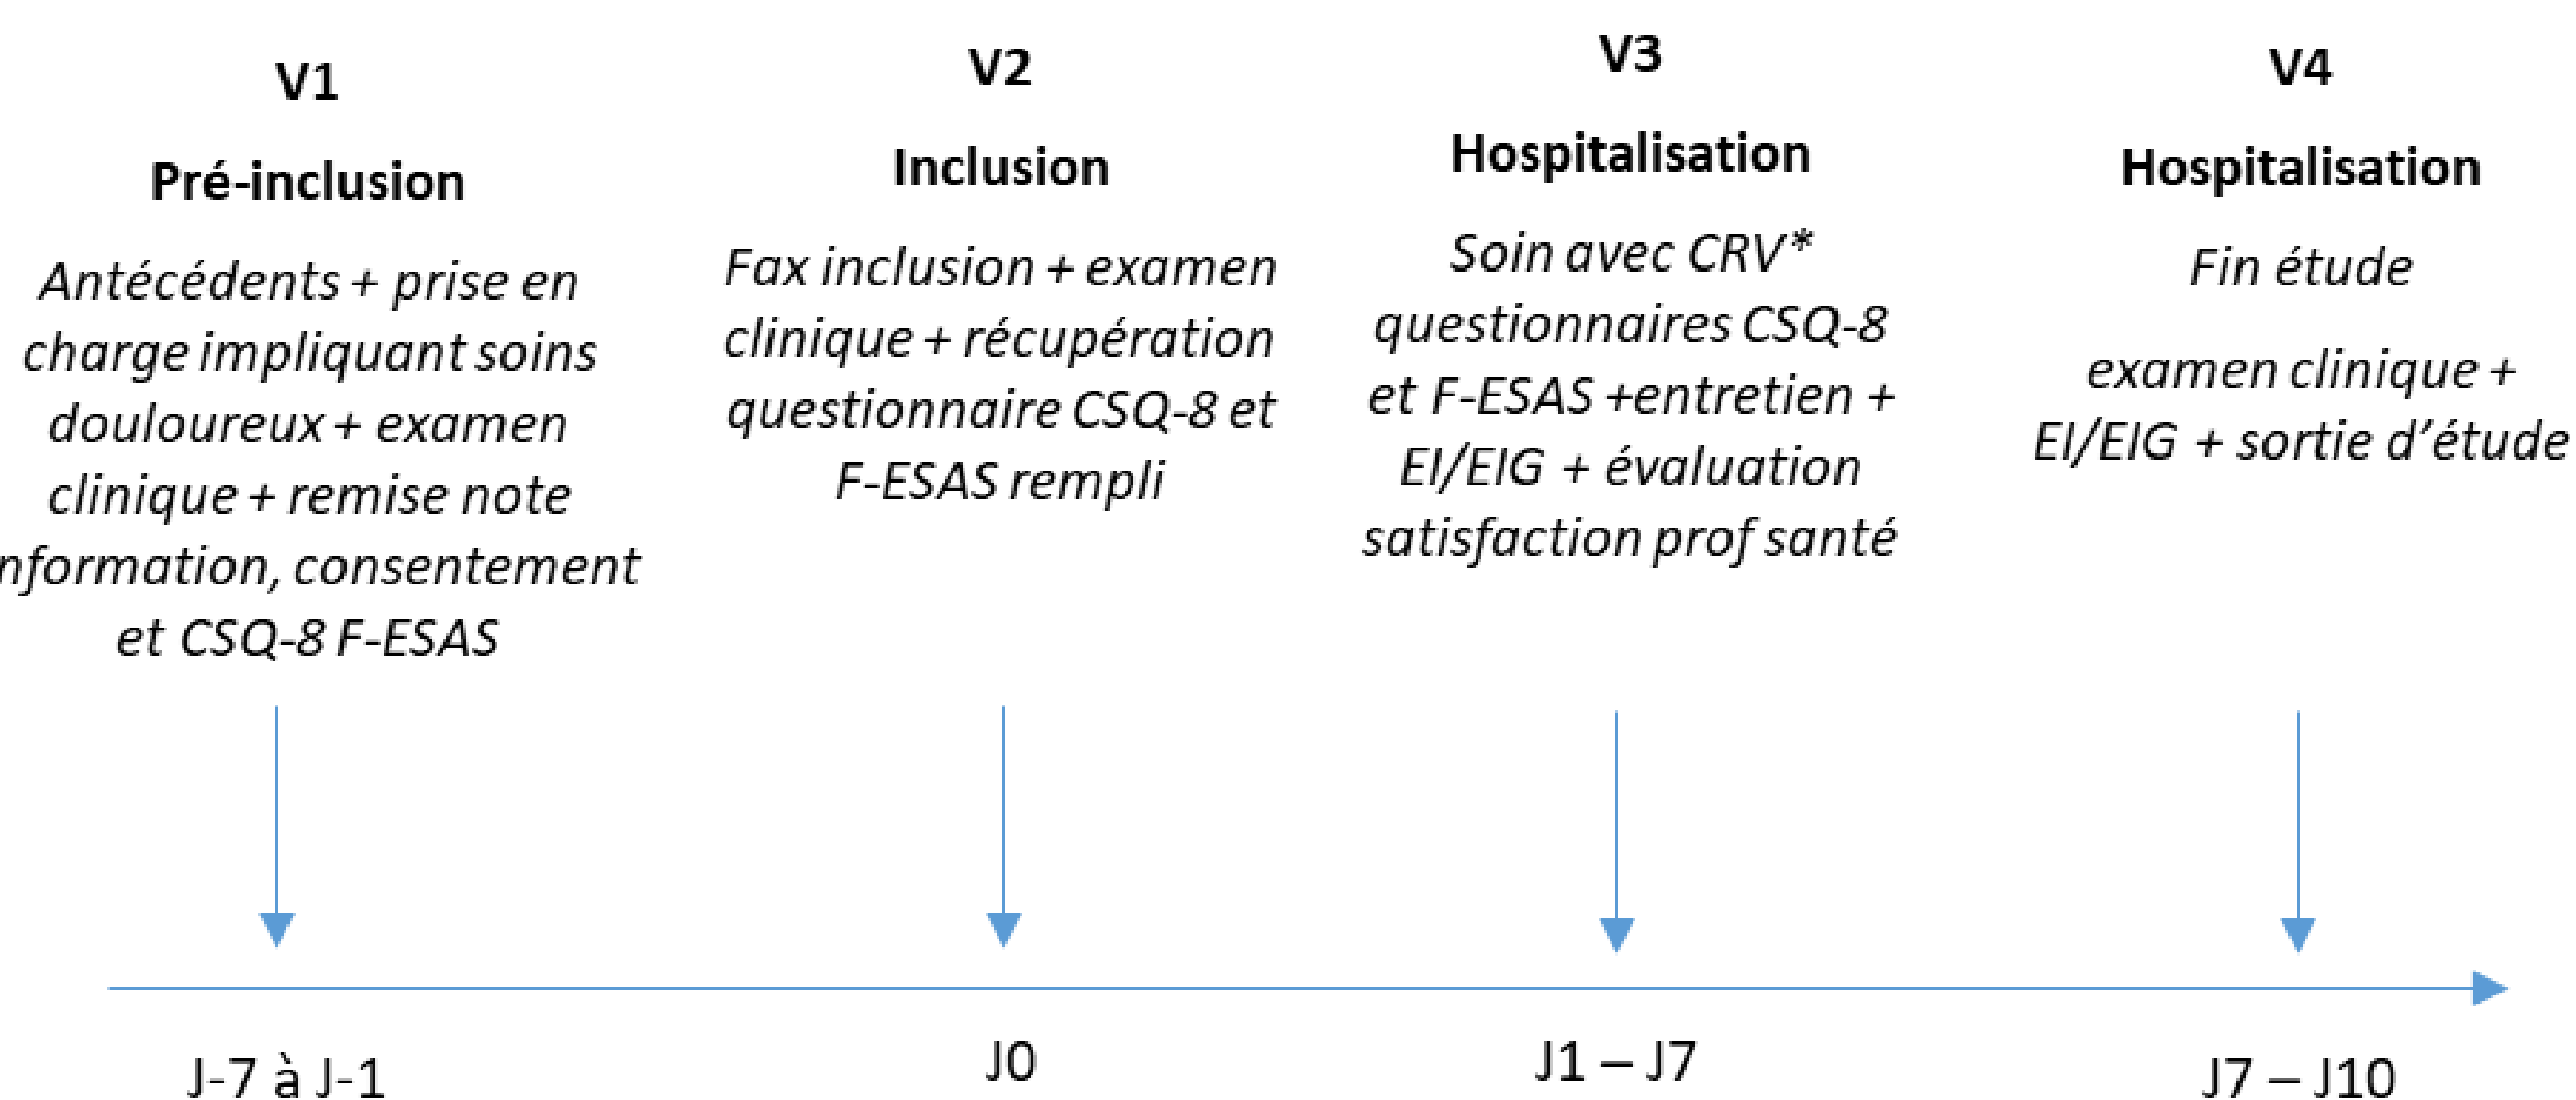 V1
Pré-inclusion
Antécédents + prise en
charge impliquant soins
douloureux + examen
clinique + remise note
nformation, consentement
et CSQ-8 F-ESAS
V2
Inclusion
Fax inclusion + examen
clinique + récupération
questionnaire CSQ-8 et
F-ESAS rempli
V3
Hospitalisation
Soin avec CRV*
questionnaires CSQ-8
et F-ESAS +entretien +
EI/EIG + évaluation
satisfaction prof santé
V4
Hospitalisation
Fin étude
examen clinique +
EI/EIG + sortie d’étude
J-7 à J-1
J0
J1 – J7
J7 – J10